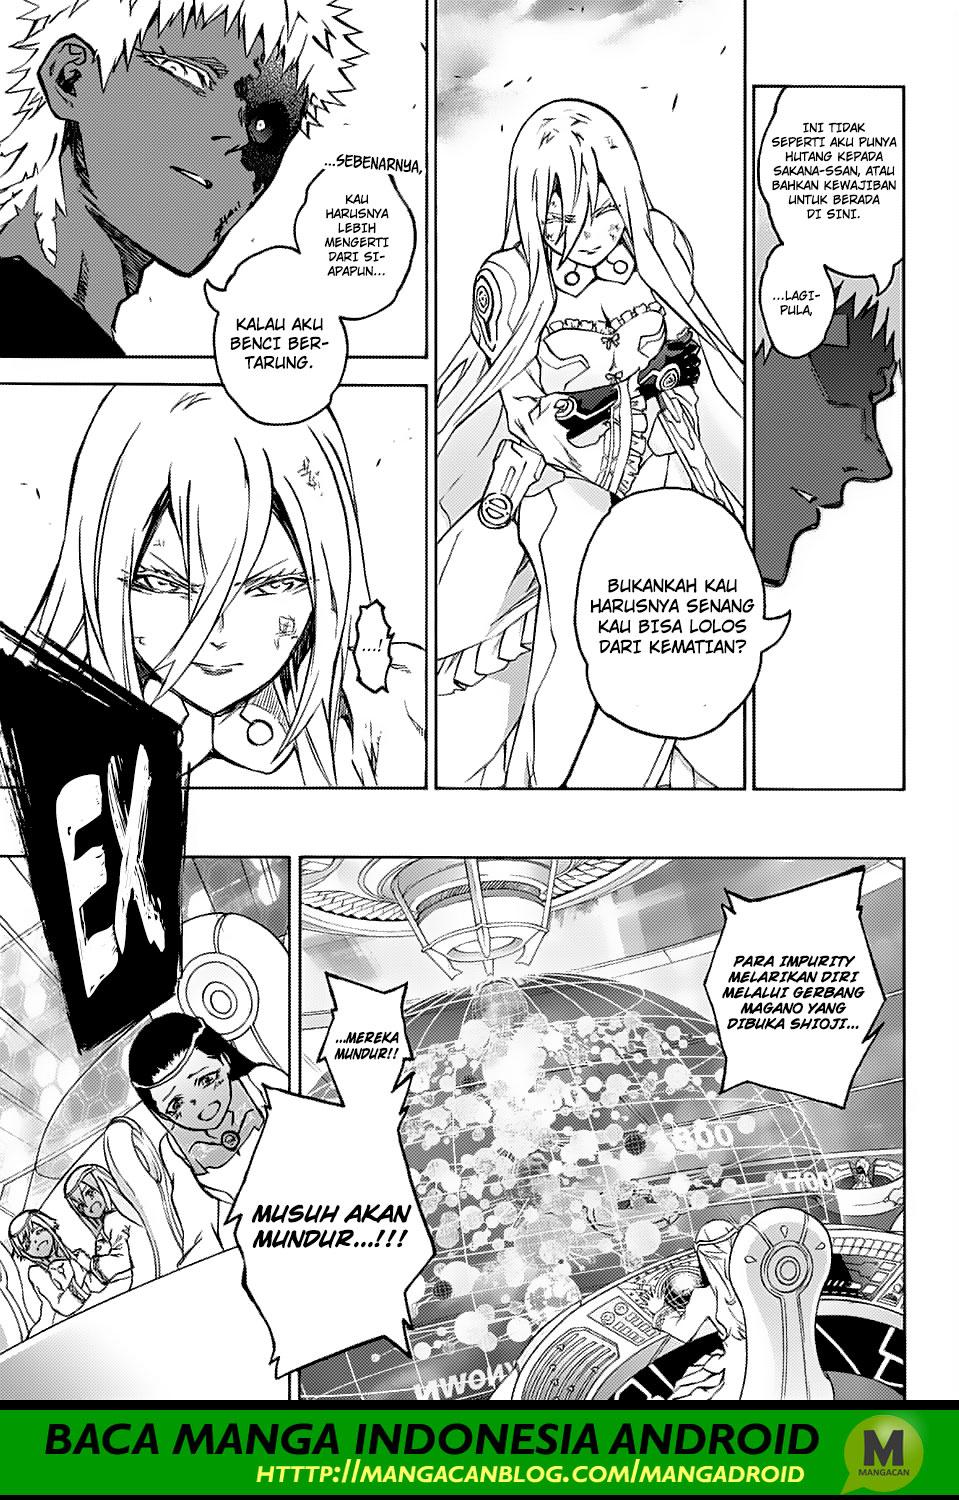 INI TIDAK
SEPERTI AKU PUNYA
HUTANG KEPADA
SAKANA-SSAN, ATAU
BAHKAN KEWAJIBAN
UNTUK BERADA
DI SINI.
...LAGI-
PULA,
BUKANKAH KAU
HARUSNYA SENANG
KAU BISA LOLOS
DARI KEMATIAN?
...SEBENARNYA,
KAU
HARUSNYA
LEBIH
MENGERTI
DARI SI-
APAPUN...
KALAU AKU
BENCI BER-
TARUNG.
....!
EX
PARA IMPURITY
MELARIKAN DIRI
MELALUI GERBANG
MAGANO YANG
DIBUKA SHIOJI...
...MEREKA
MUNDUR!!
MUSUH AKAN
MUNDUR...!!!
1600
1700
BACA MANGA INDONESIA ANDROID
HTTTP://MANGACANBLOG.COM/MANGADROID
M
MANGACAN